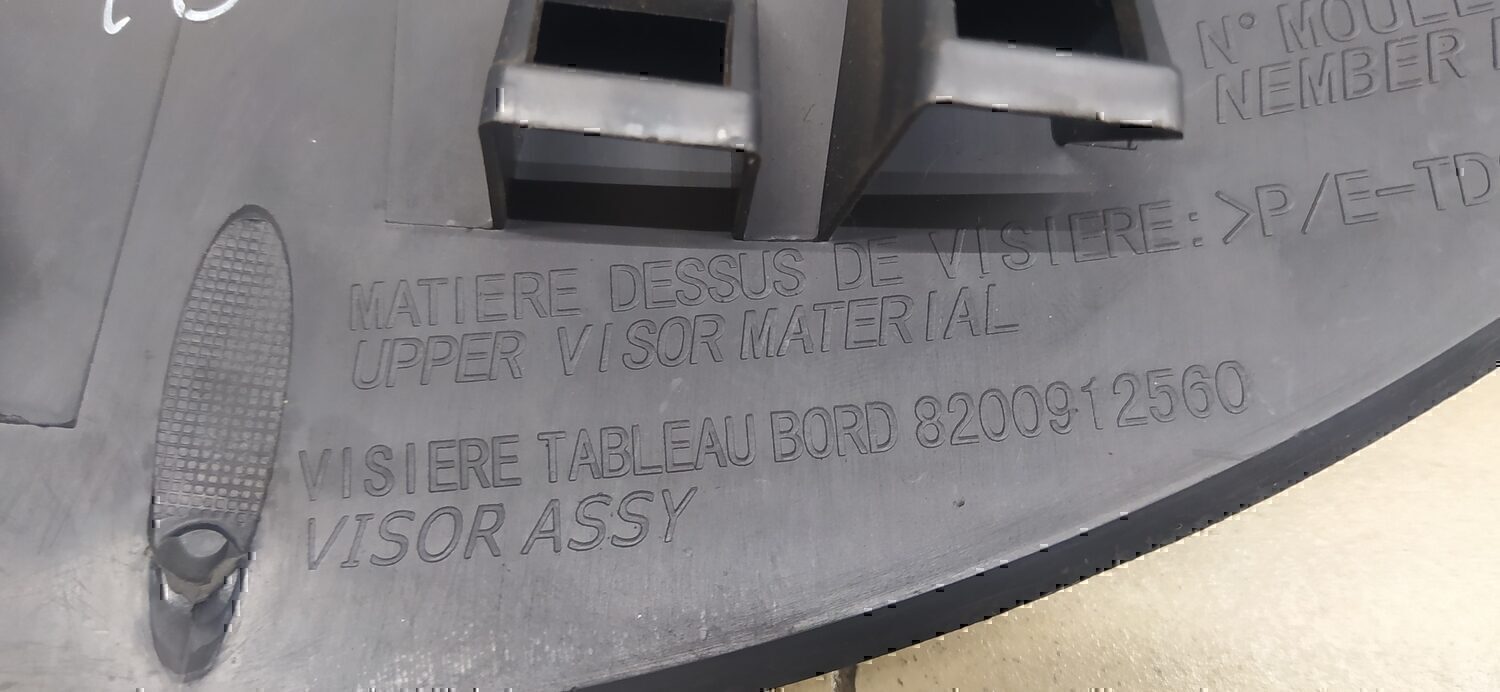 N° MOULE
NEMBER
MATIERE DESSUS DE VISIERE: >P/E-TD
UPPER VISOR MATERIAL
VISIERE TABLEAU BORD 8200912560
VISOR ASSY